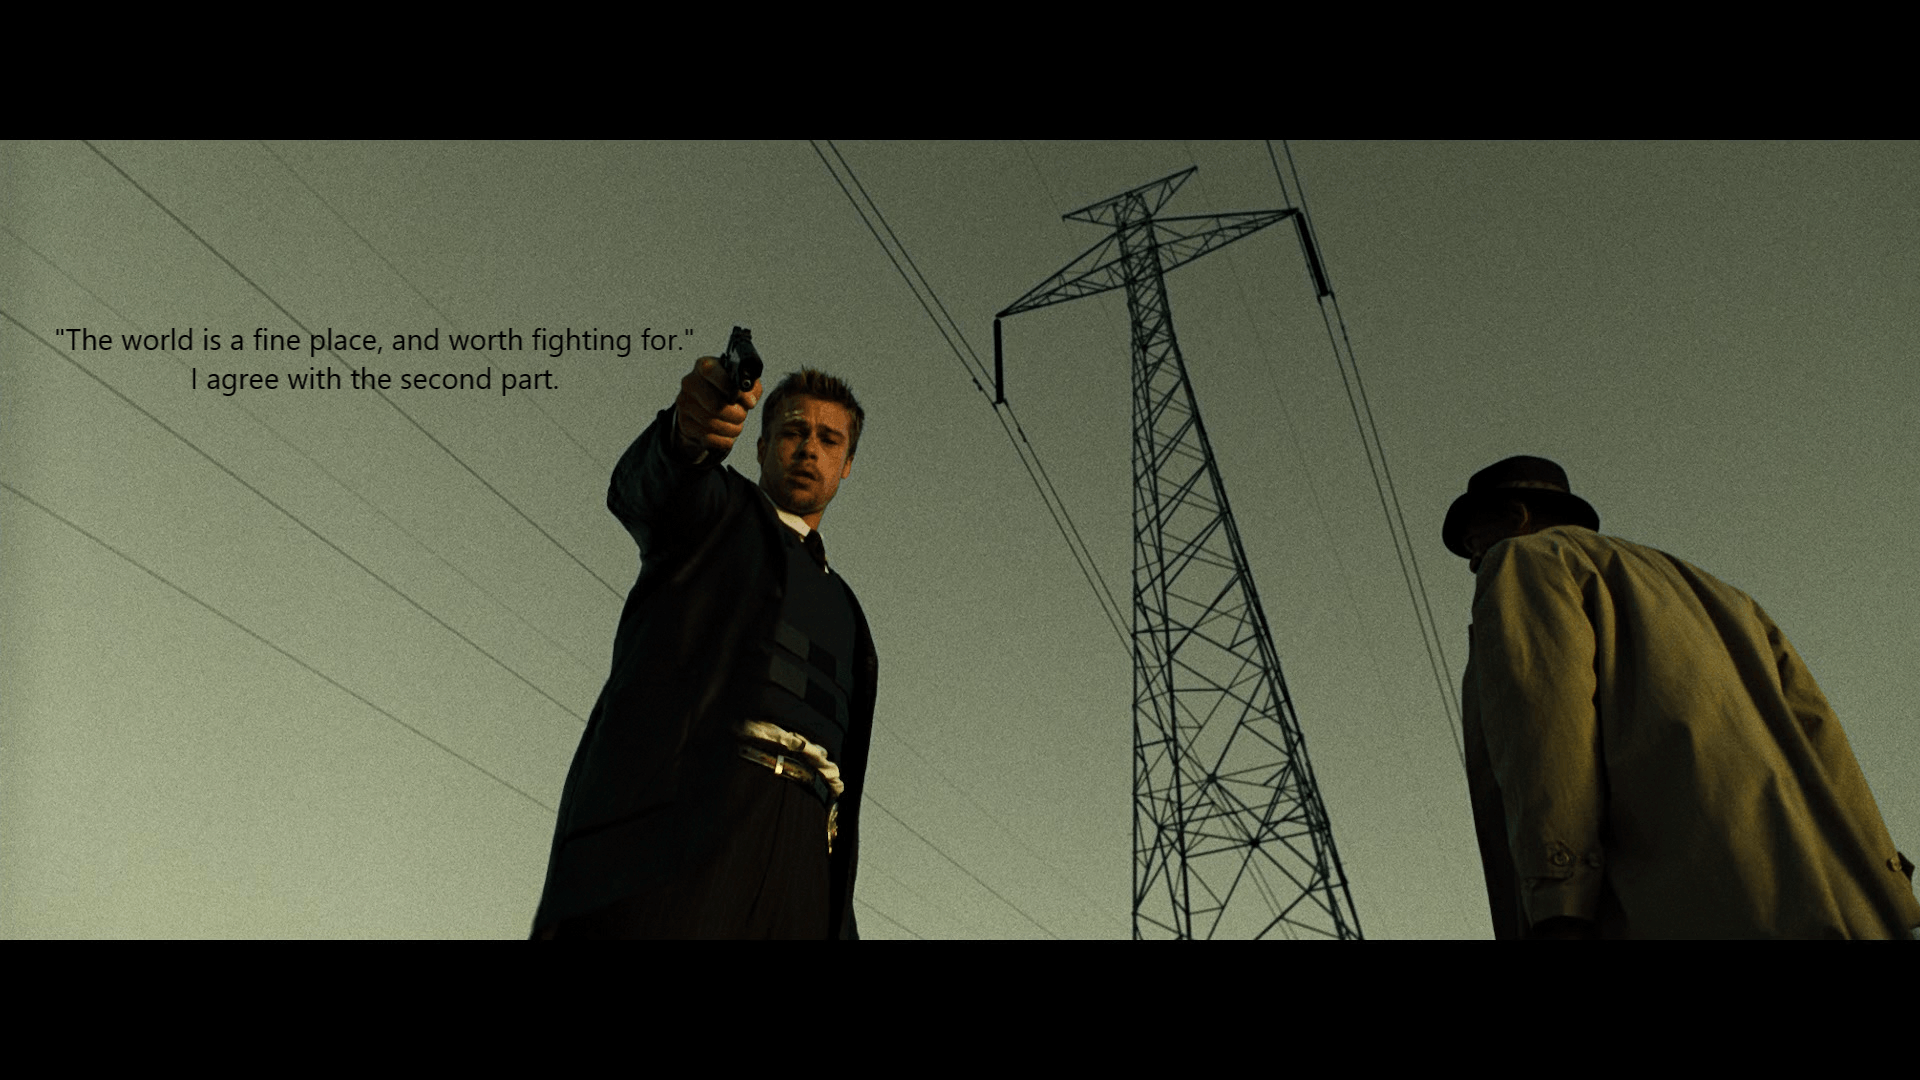 "The world is a fine place, and worth fighting for."
I agree with the second part.